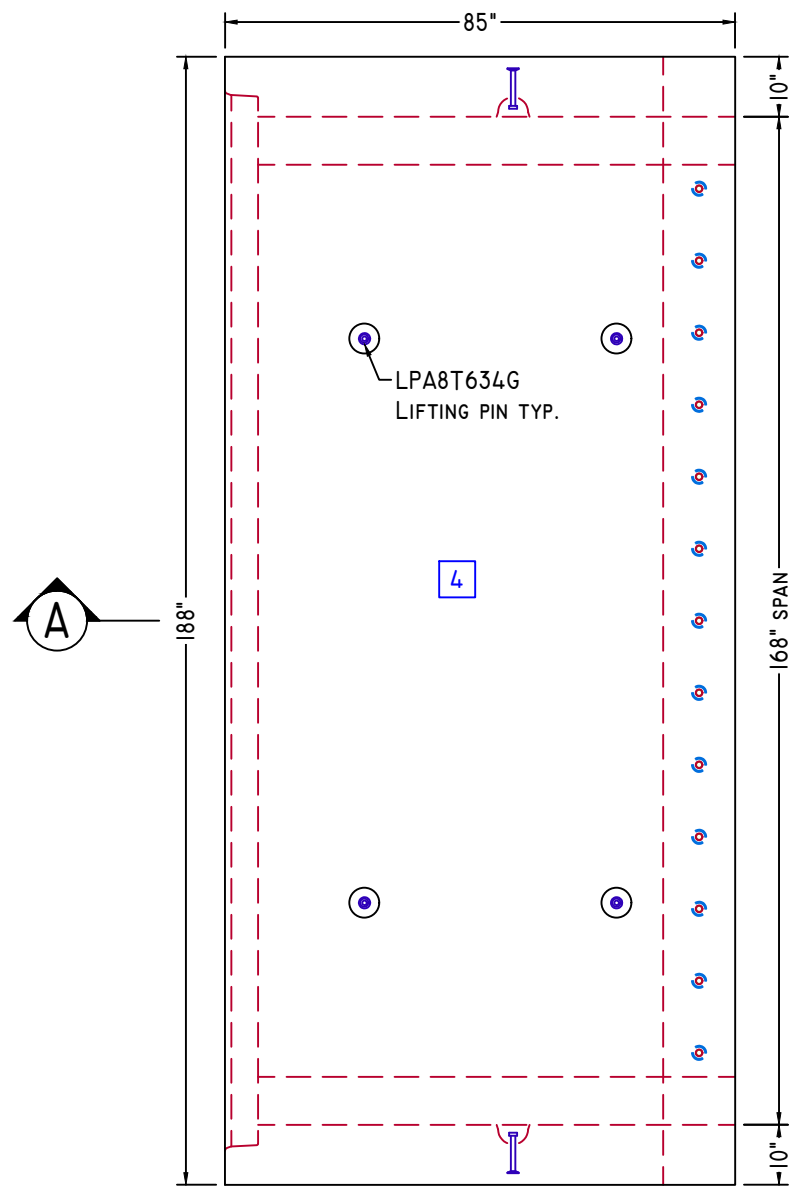 85"
10"
LPA8T634G
LIFTING PIN TYP.
4
A
188"
168" SPAN
10"